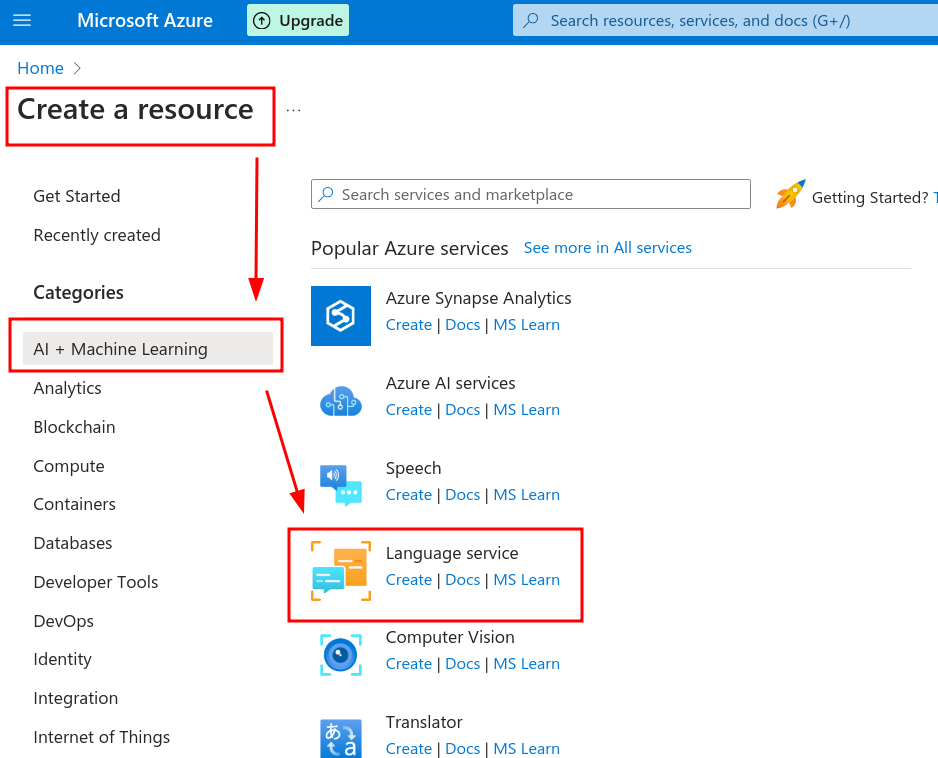 Microsoft Azure
Upgrade
Search resources, services, and docs (G+/)
Home
Create a resource
...
Get Started
Recently created
Categories
AI + Machine Learning
Analytics
Blockchain
Compute
Containers
Databases
Developer Tools
DevOps
Identity
Integration
Internet of Things
Search services and marketplace
Getting Started?
Popular Azure services See more in All services
Azure Synapse Analytics
Create | Docs | MS Learn
Azure AI services
Create | Docs | MS Learn
Speech
Create | Docs | MS Learn
Language service
Create | Docs | MS Learn
Computer Vision
Create | Docs | MS Learn
Translator
Create | Docs | MS Learn
あ
a